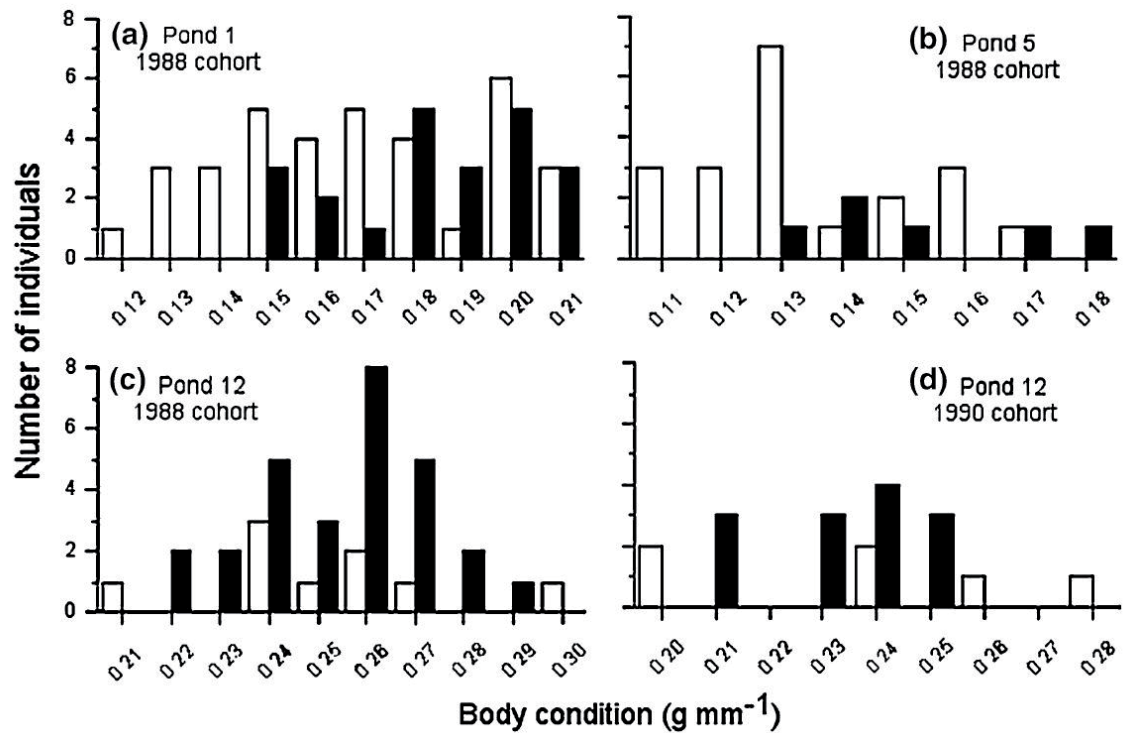 (a) Pond 1
1988 cohort
(b) Pond 5
1988 cohort
8
6
4
2
0
0 12 0 13 0 14 0 15 0 16 0 17 0 18 0 19 0 20 0 21
0 11 0 12 0 13 0 14 0 15 0 16 0 17 0 18
Number of individuals
(c) Pond 12
1988 cohort
(d) Pond 12
1990 cohort
8
6
4
2
0
0 21 0 22 0 23 0 24 0 25 0 26 0 27 0 28 0 29 0 30
0 20 0 21 0 22 0 23 0 24 0 25 0 26 0 27 0 28
Body condition (g mm⁻¹)